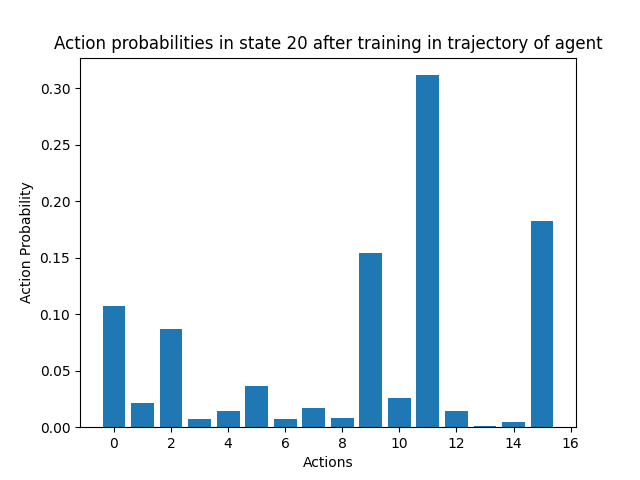 Action probabilities in state 20 after training in trajectory of agent
0.30
0.25
0.20
0.15
0.10
0.05
0.00
Action Probability
0 2 4 6 8 10 12 14 16
Actions